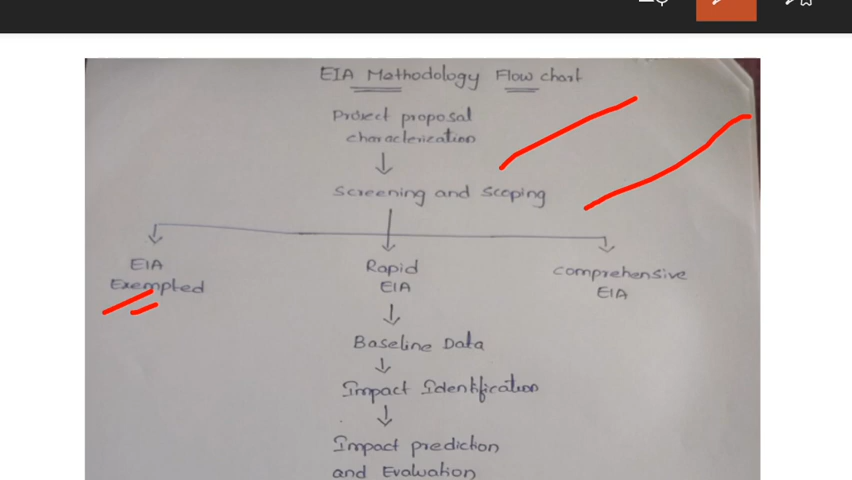 EIA Methodology Flow chart
Project proposal
characterization
Screening and Scoping
EIA
Exempted
Rapid
EIA
Comprehensive
EIA
Baseline Data
Impact Identification
Impact prediction
and Evaluation